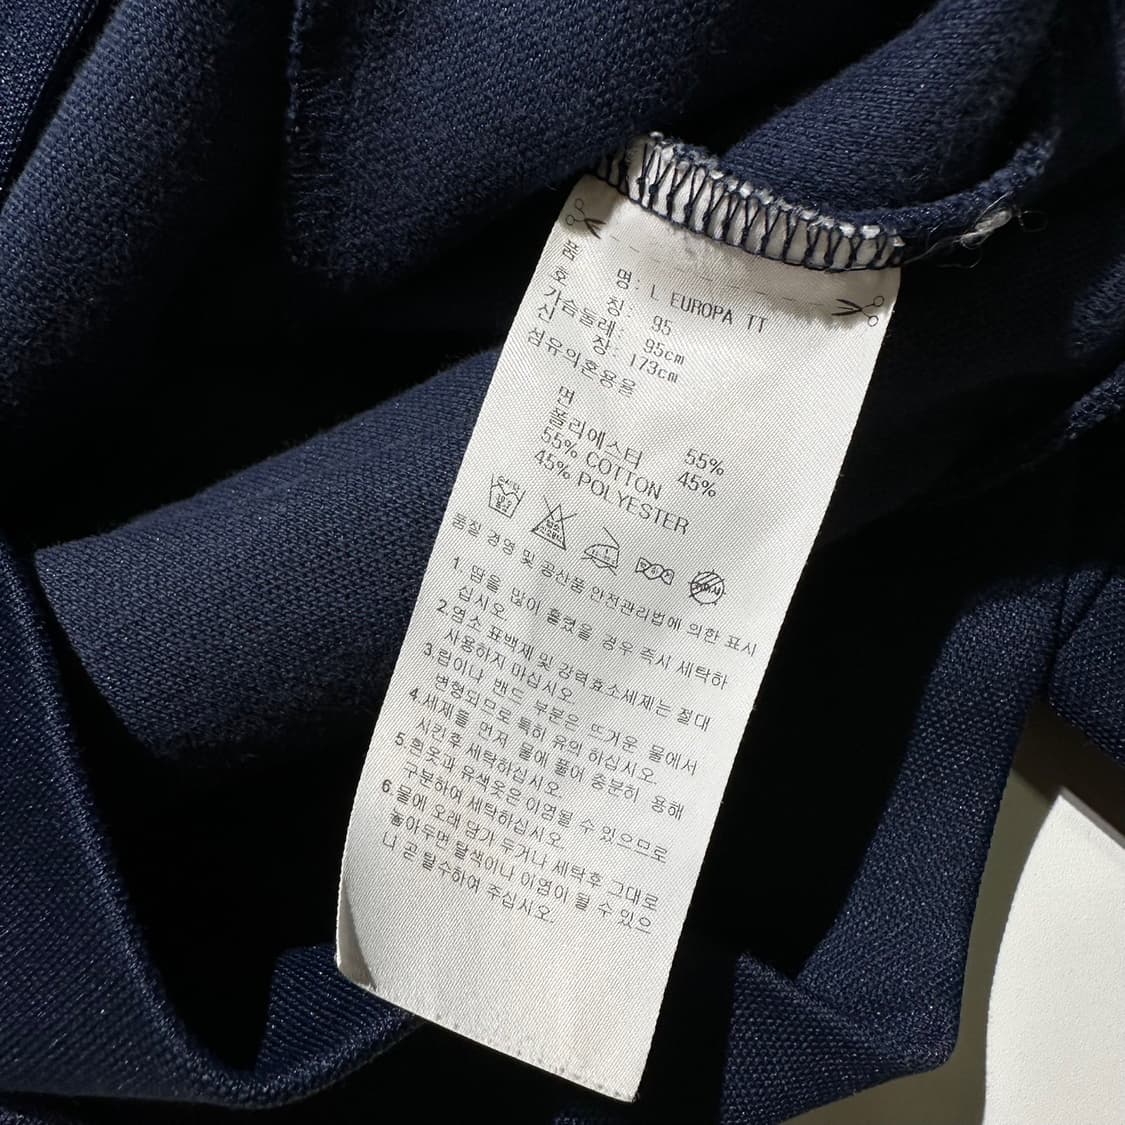 품 명: L EUROPA TT
호 칭: 95
가슴둘레: 95cm
신 장: 173cm
섬유의혼용율
면 55%
폴리에스터 45%
55% COTTON
45% POLYESTER
품질 경영 및 공산품 안전관리법에 의한 표시
1. 땀을 많이 흘렸을 경우 즉시 세탁하
십시오.
2.염소 표백제 및 강력효소세제는 절대
사용하지 마십시오.
3.립이나 밴드 부분은 뜨거운 물에서
변형되므로 특히 유의 하십시오.
4.세제를 먼저 물에 풀어 충분히 용해
시킨후 세탁하십시오.
5.흰옷과 유색옷은 이염될 수 있으므로
구분하여 세탁하십시오.
6.물에 오래 담가 두거나 세탁후 그대로
놓아두면 탈색이나 이염이 될 수 있으
니 곧 탈수하여 주십시오.